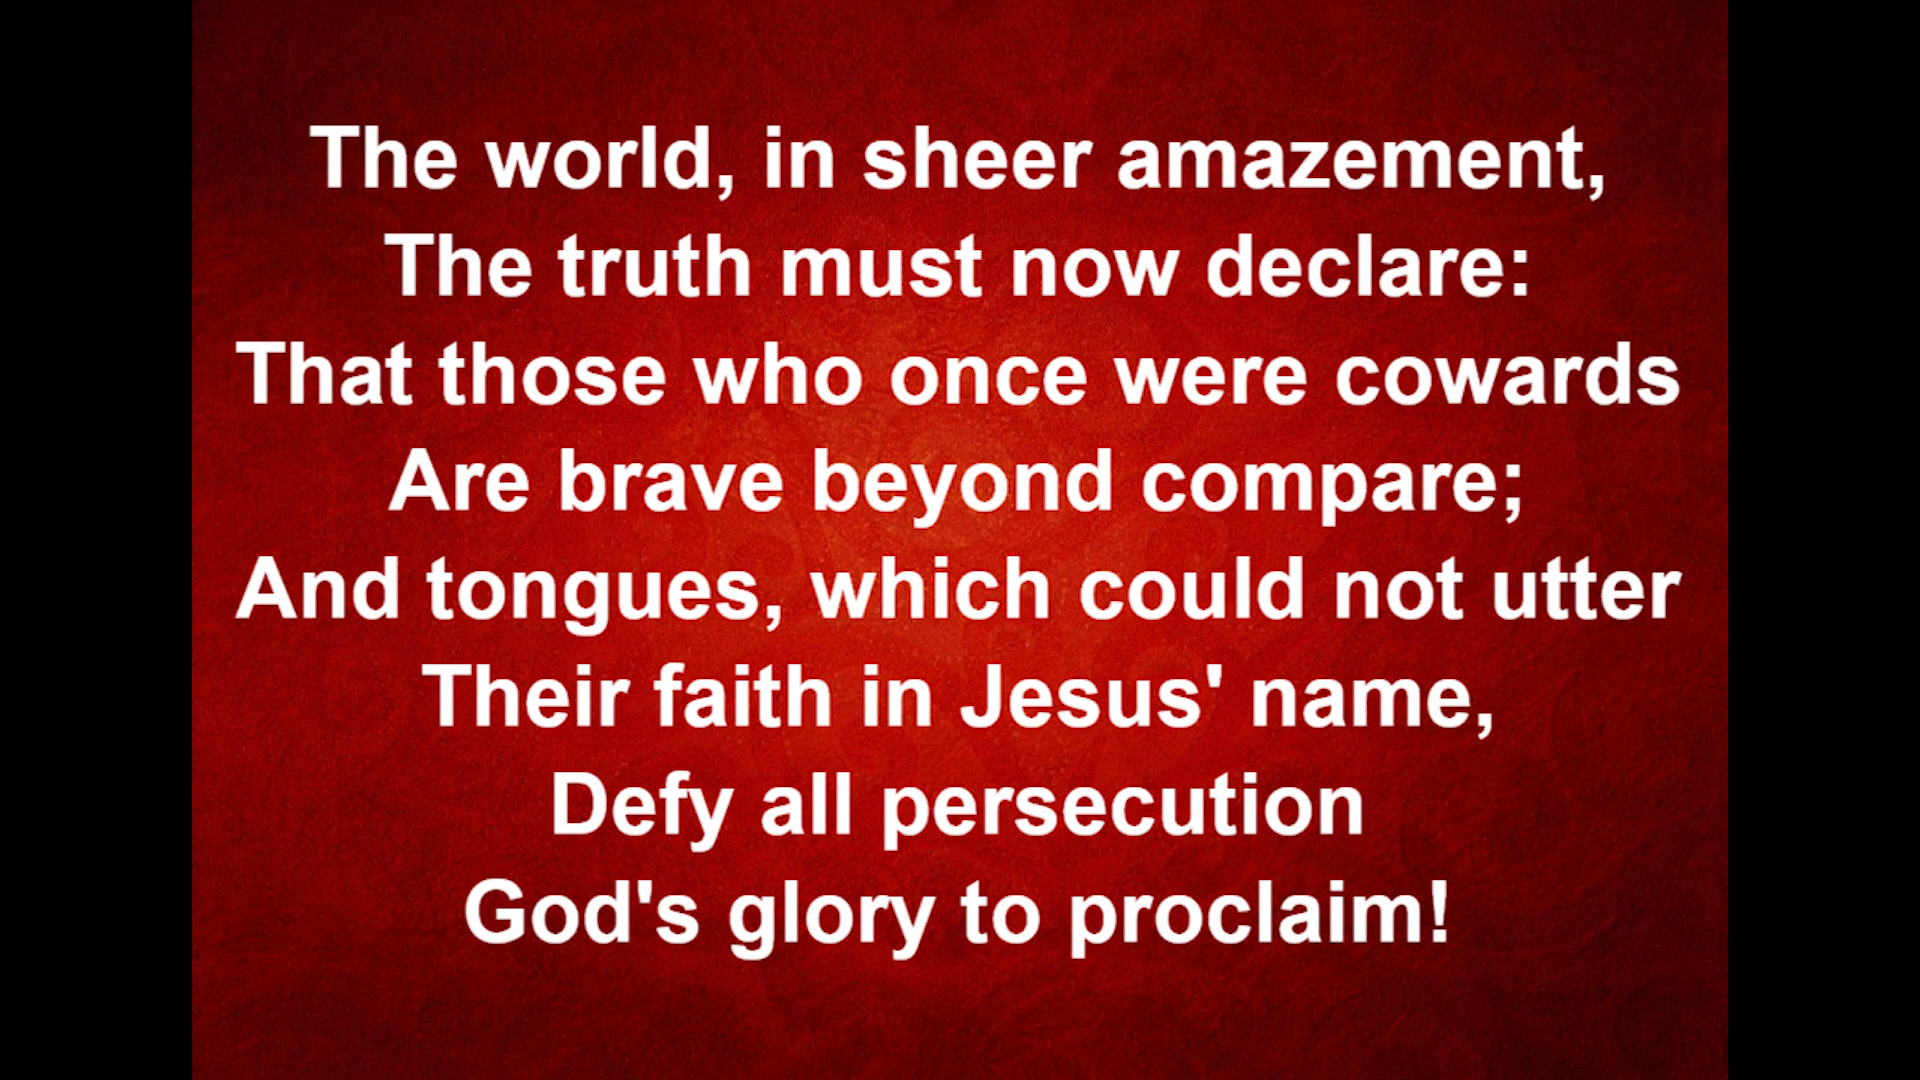 The world, in sheer amazement,
The truth must now declare:
That those who once were cowards
Are brave beyond compare;
And tongues, which could not utter
Their faith in Jesus' name,
Defy all persecution
God's glory to proclaim!